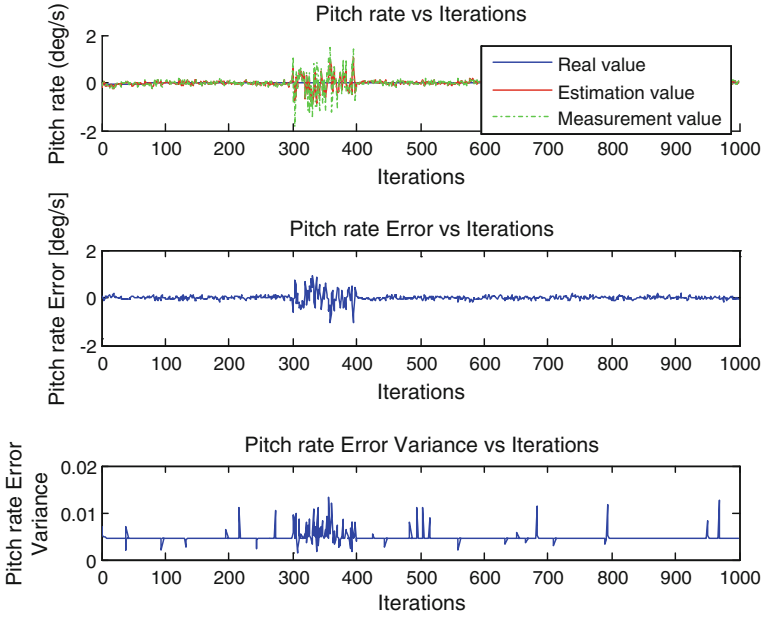 Pitch rate vs Iterations
Pitch rate (deg/s)
2
0
-2
Real value
Estimation value
Measurement value
0 100 200 300 400 500 600 700 800 900 1000
Iterations
Pitch rate Error vs Iterations
Pitch rate Error [deg/s]
2
0
-2
0 100 200 300 400 500 600 700 800 900 1000
Iterations
Pitch rate Error Variance vs Iterations
Pitch rate Error
Variance
0.02
0.01
0
0 100 200 300 400 500 600 700 800 900 1000
Iterations